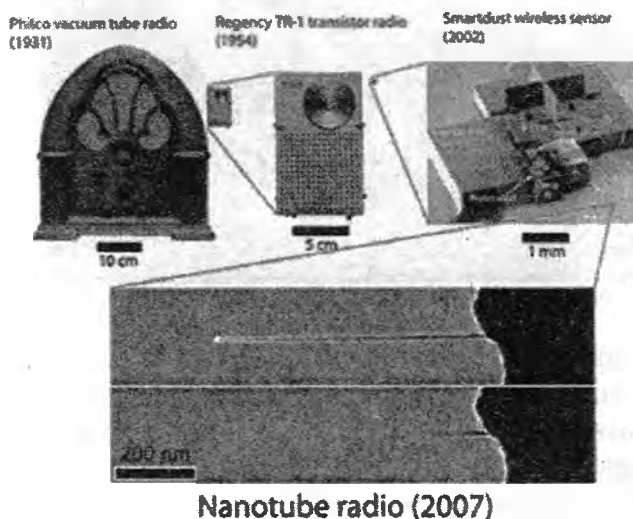 Philco vacuum tube radio
(1931)
Regency TR-1 transistor radio
(1954)
Smartdust wireless sensor
(2002)
10 cm
5 cm
1 mm
200 nm
Nanotube radio (2007)